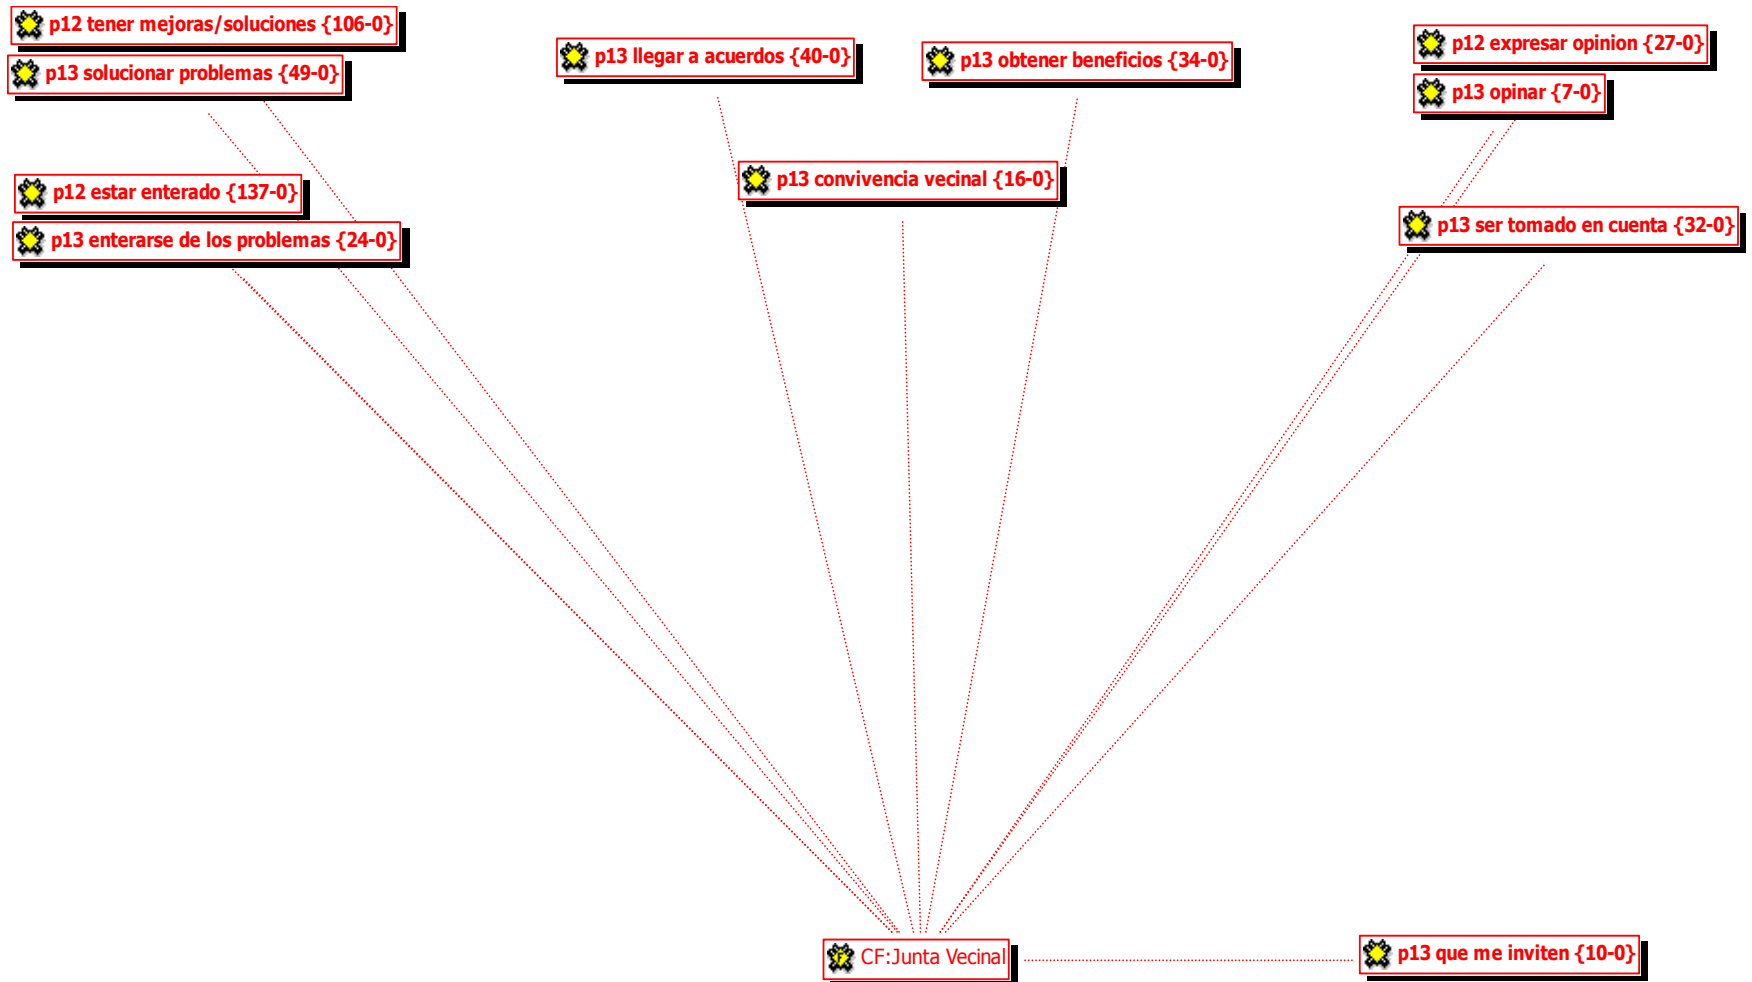 p12 tener mejoras/soluciones {106-0}
p13 solucionar problemas {49-0}
p13 llegar a acuerdos {40-0}
p13 obtener beneficios {34-0}
p12 expresar opinion {27-0}
p13 opinar {7-0}
p12 estar enterado {137-0}
p13 enterarse de los problemas {24-0}
p13 convivencia vecinal {16-0}
p13 ser tomado en cuenta {32-0}
CF:Junta Vecinal
p13 que me inviten {10-0}